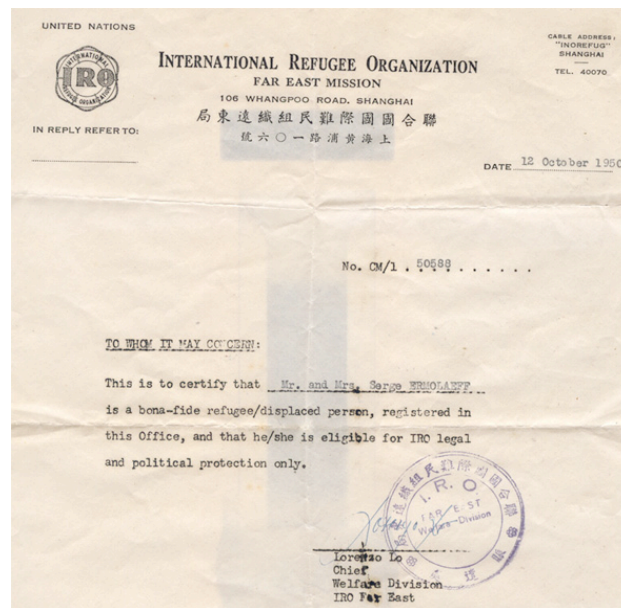 UNITED NATIONS
INTERNATIONAL
IRO
REFUGEE ORGANIZATION
INTERNATIONAL REFUGEE ORGANIZATION
FAR EAST MISSION
106 WHANGPOO ROAD. SHANGHAI
局東遠織組民難際國國合聯
號六〇一路浦黃海上
CABLE ADDRESS:
"INOREFUG"
SHANGHAI
TEL. 40070
IN REPLY REFER TO:
DATE 12 October 1950
No. CM/1 . 50588 . . . . . .
TO WHOM IT MAY CONCERN:
This is to certify that Mr. and Mrs. Serge ERMOLAEFF
is a bona-fide refugee/displaced person, registered in
this Office, and that he/she is eligible for IRO legal
and political protection only.
I. R. O.
FAR EAST
Welfare Division
Lorenzo Lo
Chief
Welfare Division
IRO Far East